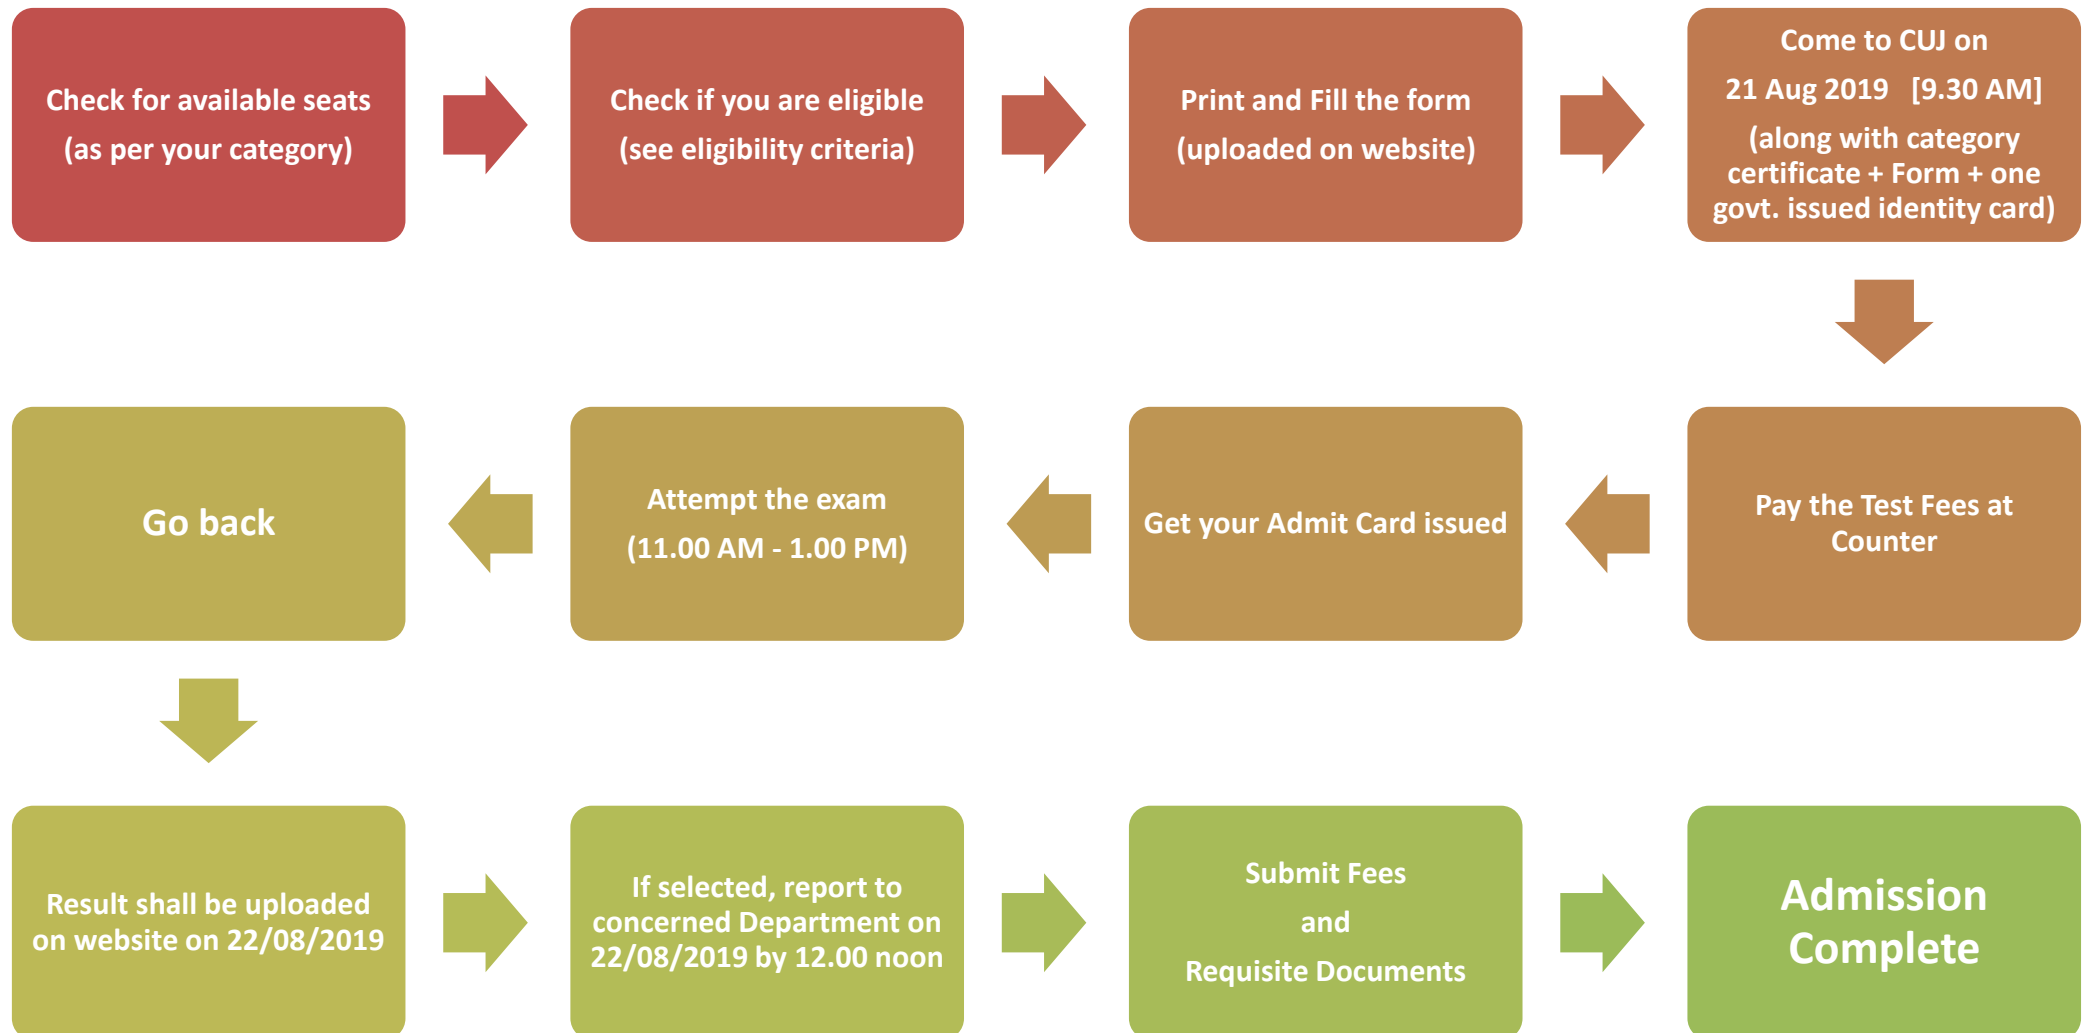 Check for available seats
(as per your category)
Check if you are eligible
(see eligibility criteria)
Print and Fill the form
(uploaded on website)
Come to CUJ on
21 Aug 2019 [9.30 AM]
(along with category
certificate + Form + one
govt. issued identity card)
Pay the Test Fees at
Counter
Get your Admit Card issued
Attempt the exam
(11.00 AM - 1.00 PM)
Go back
Result shall be uploaded
on website on 22/08/2019
If selected, report to
concerned Department on
22/08/2019 by 12.00 noon
Submit Fees
and
Requisite Documents
Admission
Complete